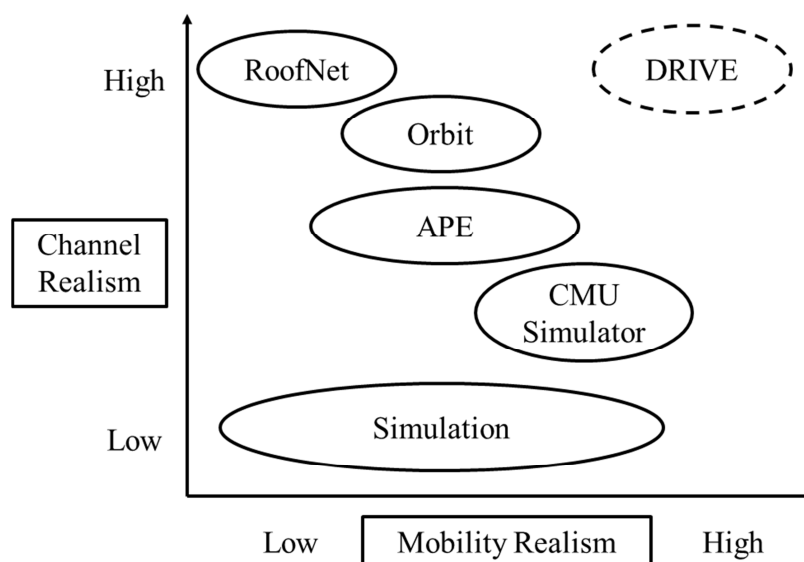 High
RoofNet
DRIVE
Orbit
APE
Channel
Realism
CMU
Simulator
Simulation
Low
Low
Mobility Realism
High